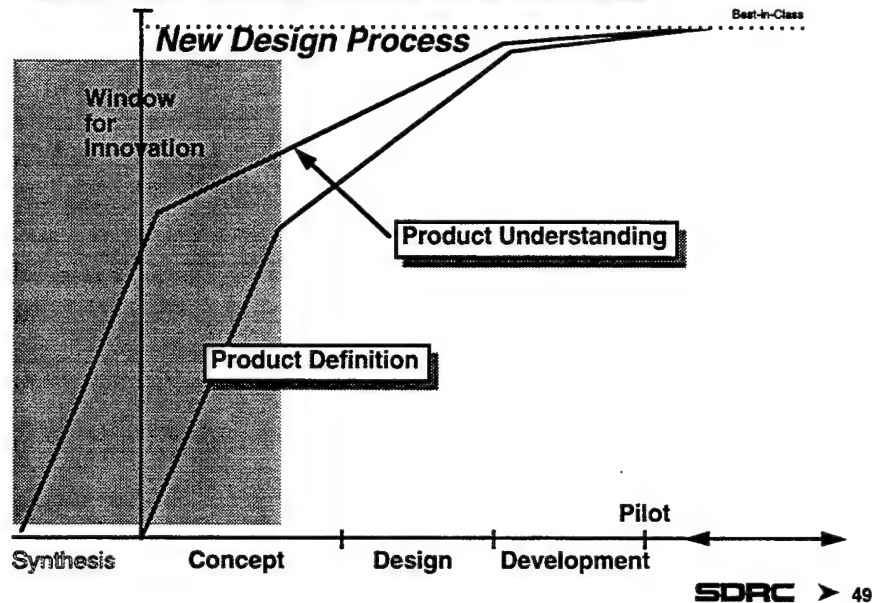 Best-in-Class
New Design Process
Window
for
Innovation
Product Understanding
Product Definition
Pilot
Synthesis Concept Design Development
SDRC ➤ 49